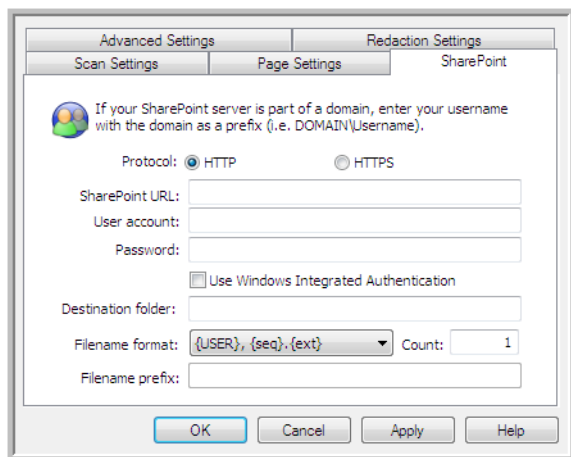 Advanced Settings
Redaction Settings
Scan Settings
Page Settings
SharePoint
If your SharePoint server is part of a domain, enter your username
with the domain as a prefix (i.e. DOMAIN\Username).
Protocol: HTTP HTTPS
SharePoint URL:
User account:
Password:
Use Windows Integrated Authentication
Destination folder:
Filename format: {USER}, {seq}.{ext} Count: 1
Filename prefix:
OK Cancel Apply Help